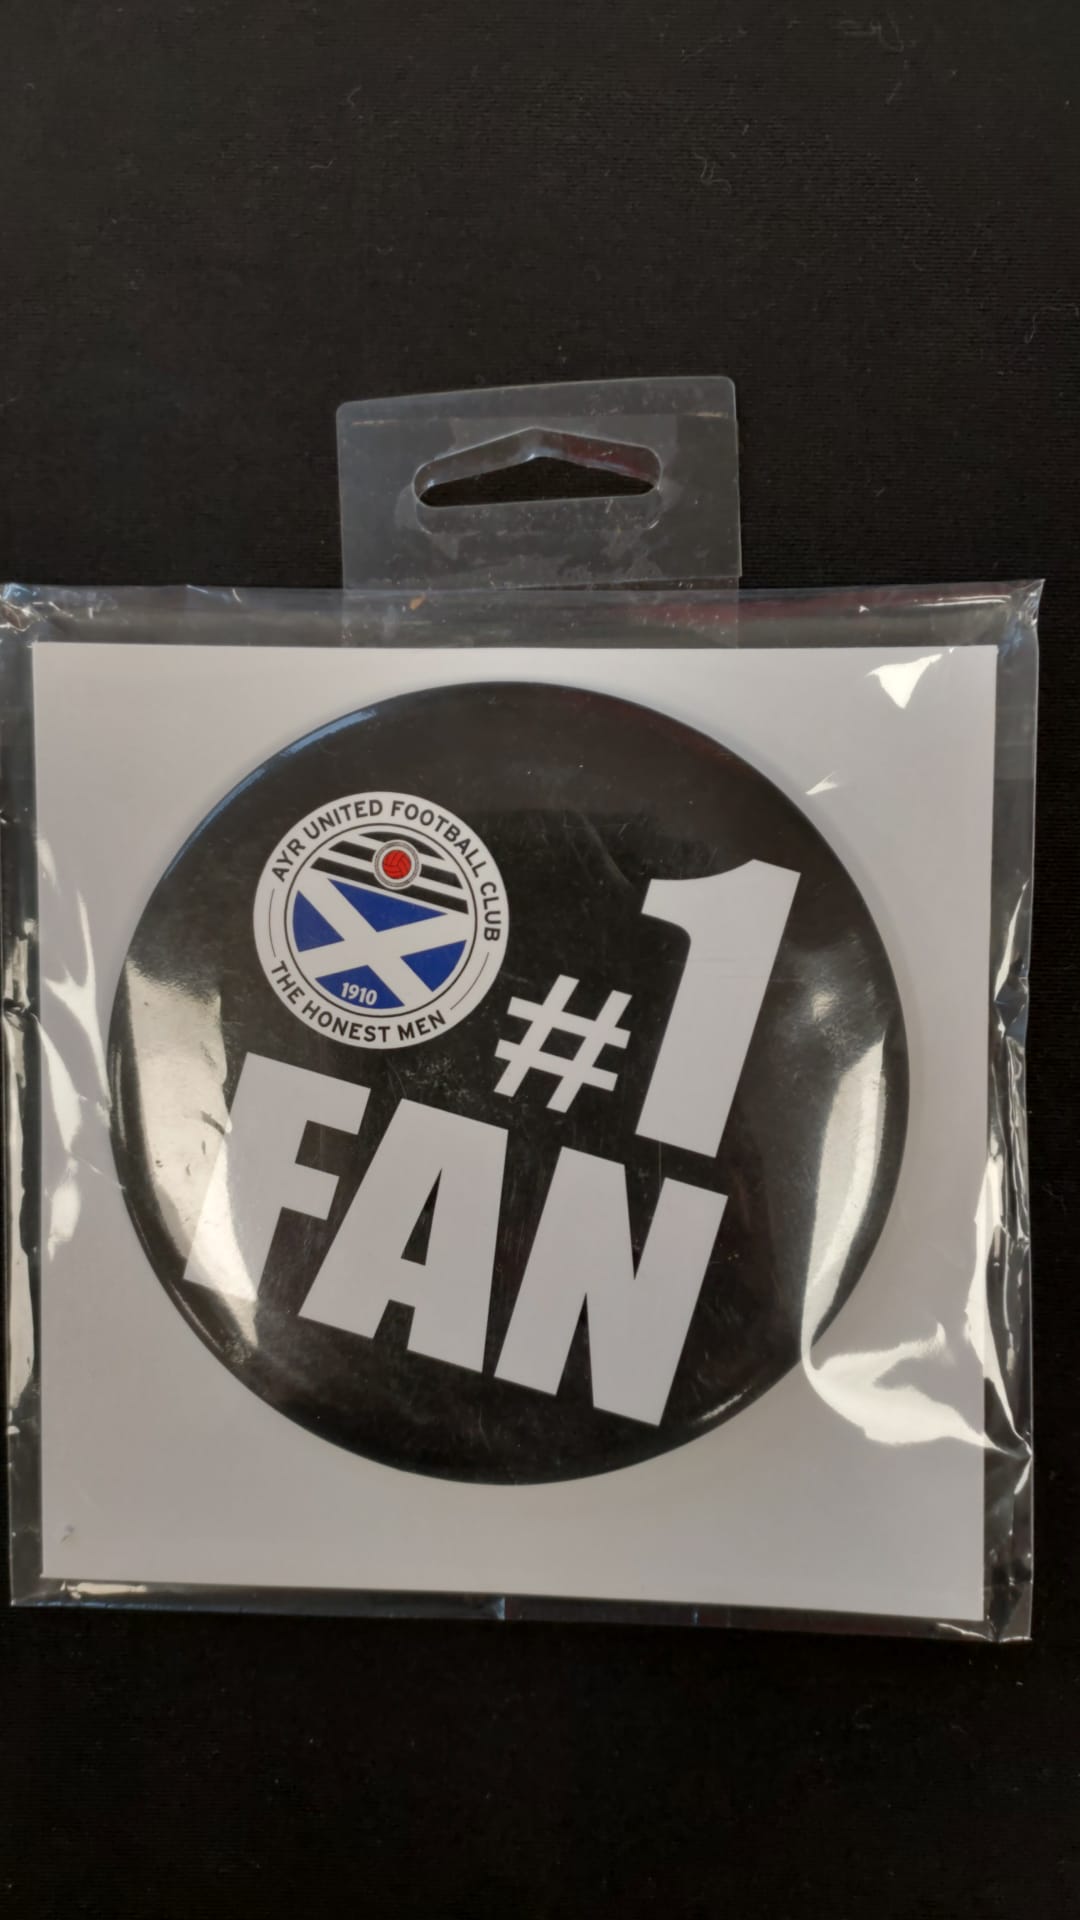 AYR UNITED FOOTBALL CLUB
1910
THE HONEST MEN
#1
FAN